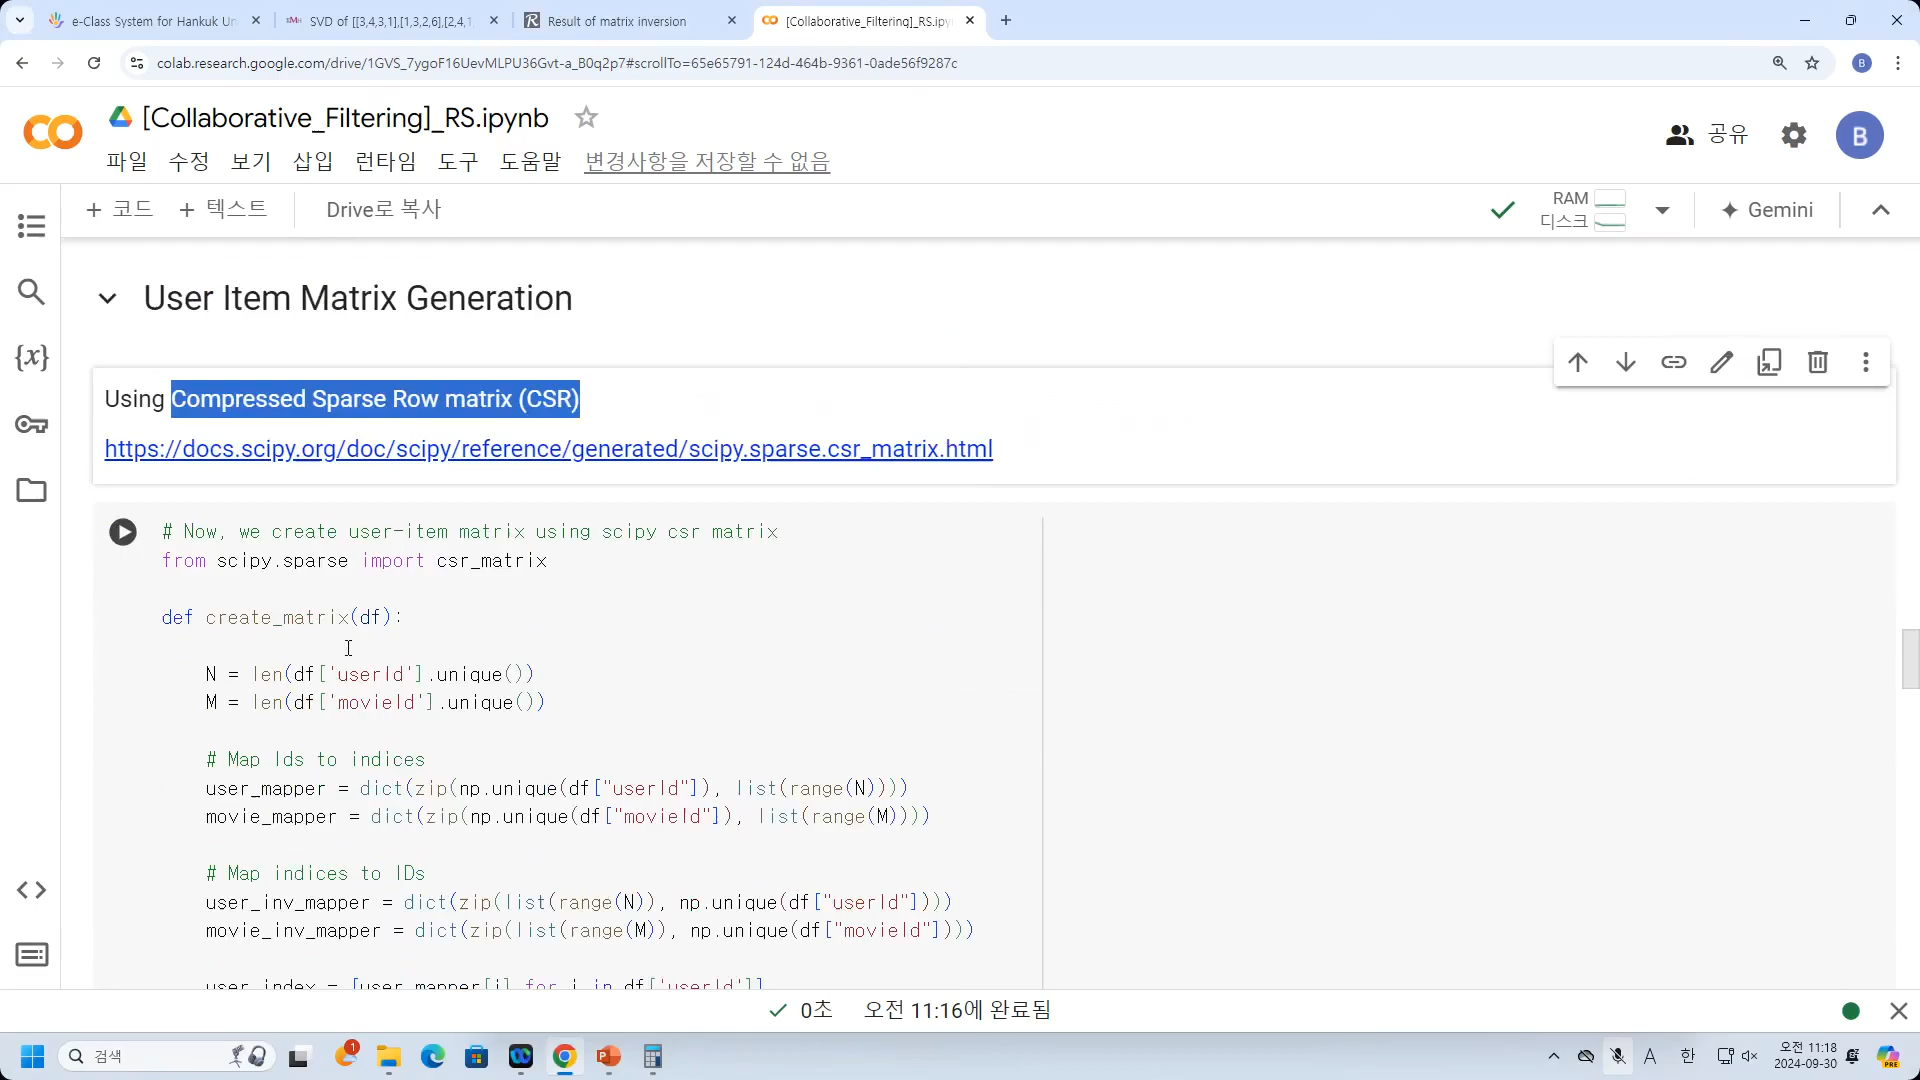 e-Class System for Hankuk Un
SVD of [[3,4,3,1],[1,3,2,6],[2,4,1
Result of matrix inversion
[Collaborative_Filtering]_RS.ipy
colab.research.google.com/drive/1GVS_7ygoF16UevMLPU36Gvt-a_B0q2p7#scrollTo=65e65791-124d-464b-9361-0ade56f9287c
B
[Collaborative_Filtering]_RS.ipynb
공유
B
파일 수정 보기 삽입 런타임 도구 도움말 변경사항을 저장할 수 없음
+ 코드 + 텍스트 Drive로 복사
RAM
디스크
Gemini
User Item Matrix Generation
Using Compressed Sparse Row matrix (CSR)
https://docs.scipy.org/doc/scipy/reference/generated/scipy.sparse.csr_matrix.html
# Now, we create user-item matrix using scipy csr matrix
from scipy.sparse import csr_matrix
def create_matrix(df):
N = len(df['userId'].unique())
M = len(df['movieId'].unique())
# Map Ids to indices
user_mapper = dict(zip(np.unique(df["userId"]), list(range(N))))
movie_mapper = dict(zip(np.unique(df["movieId"]), list(range(M))))
# Map indices to IDs
user_inv_mapper = dict(zip(list(range(N)), np.unique(df["userId"])))
movie_inv_mapper = dict(zip(list(range(M)), np.unique(df["movieId"])))
user_index = [user_mapper[i] for i in df['userId']]
0초 오전 11:16에 완료됨
검색
1
A 한
오전 11:18
2024-09-30
PRE